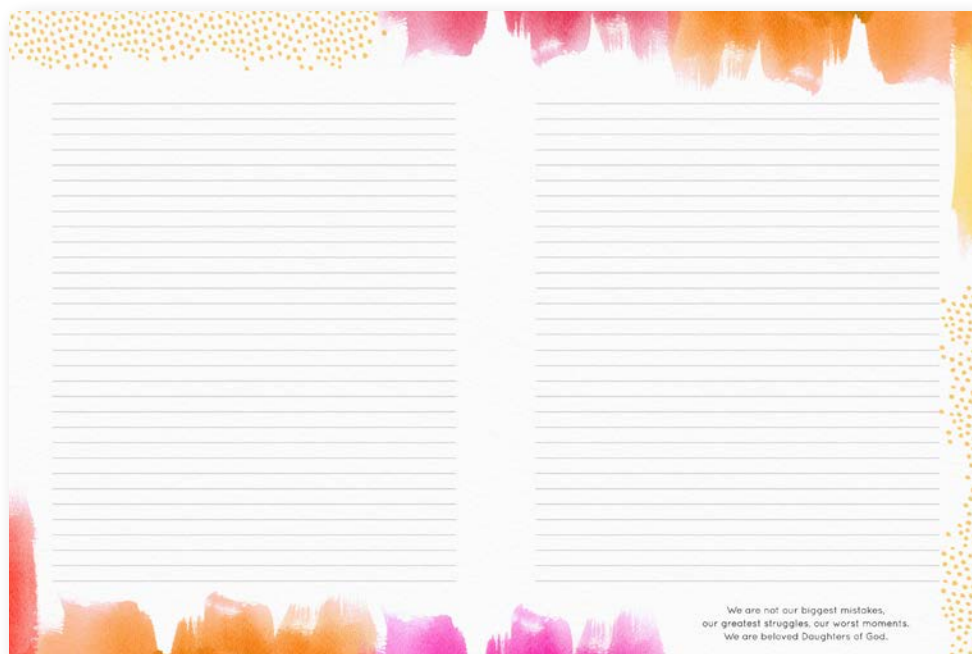 We are not our biggest mistakes,
our greatest struggles, our worst moments.
We are beloved Daughters of God.